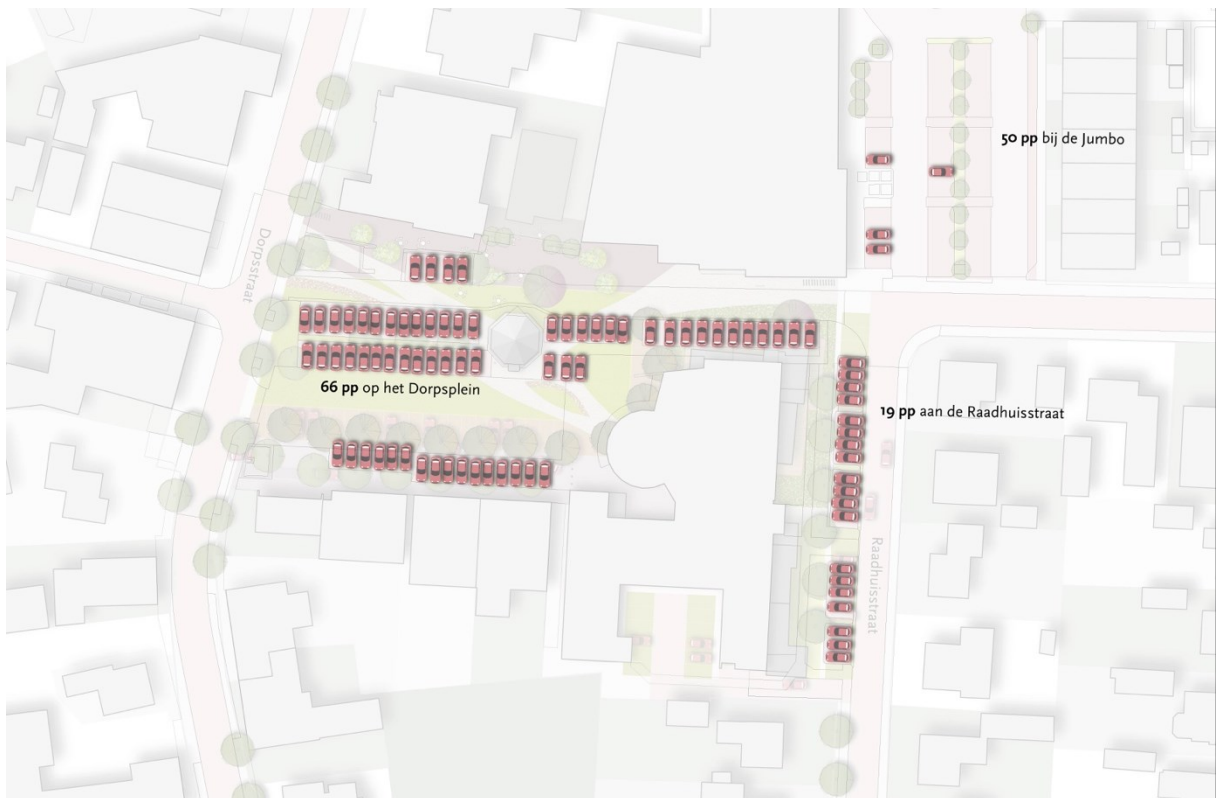 50 pp bij de Jumbo
Dorpsstraat
66 pp op het Dorpsplein
19 pp aan de Raadhuisstraat
Raadhuisstraat